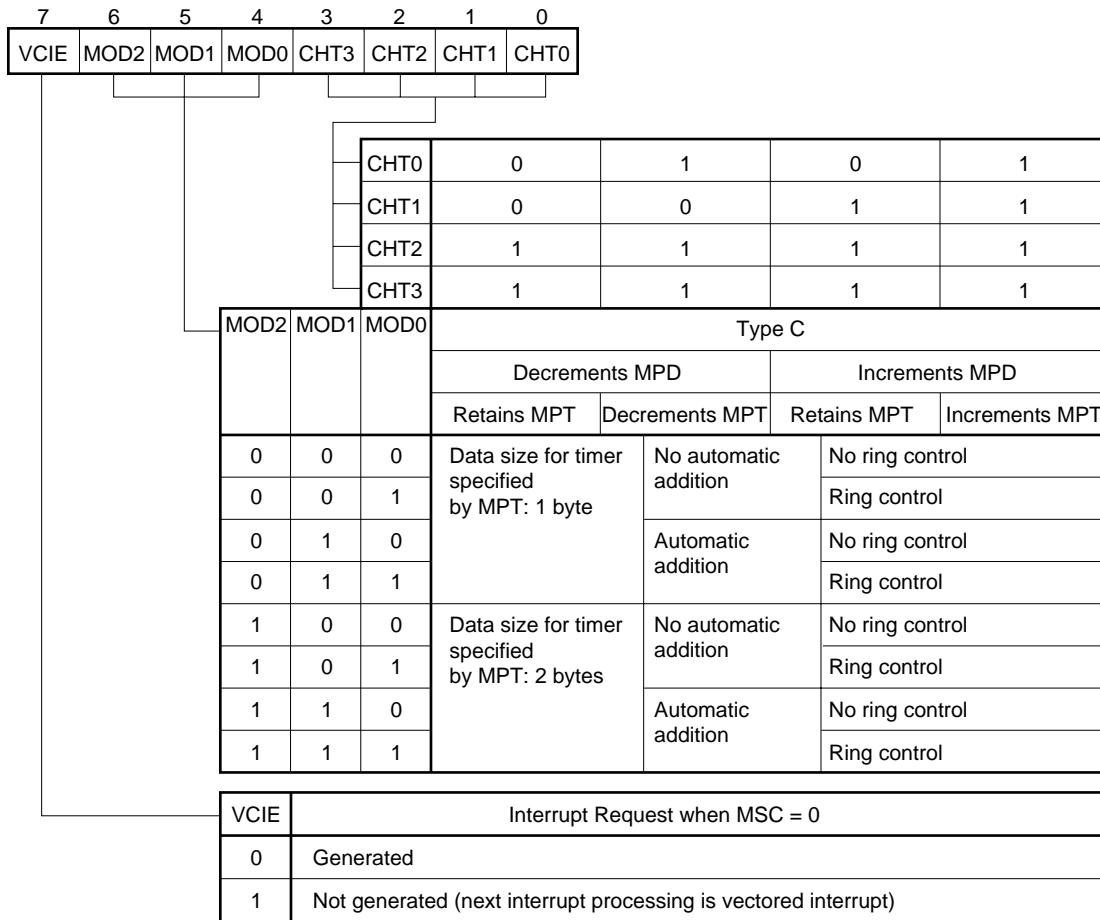 7 6 5 4 3 2 1 0
VCIE MOD2 MOD1 MOD0 CHT3 CHT2 CHT1 CHT0
CHT0 0 1 0 1
CHT1 0 0 1 1
CHT2 1 1 1 1
CHT3 1 1 1 1
MOD2 MOD1 MOD0 Type C
Decrements MPD Increments MPD
Retains MPT Decrements MPT Retains MPT Increments MPT
0 0 0 Data size for timer No automatic No ring control
specified addition
0 0 1 by MPT: 1 byte Ring control
0 1 0 Automatic No ring control
addition
0 1 1 Ring control
1 0 0 Data size for timer No automatic No ring control
specified addition
1 0 1 by MPT: 2 bytes Ring control
1 1 0 Automatic No ring control
addition
1 1 1 Ring control
VCIE Interrupt Request when MSC = 0
0 Generated
1 Not generated (next interrupt processing is vectored interrupt)